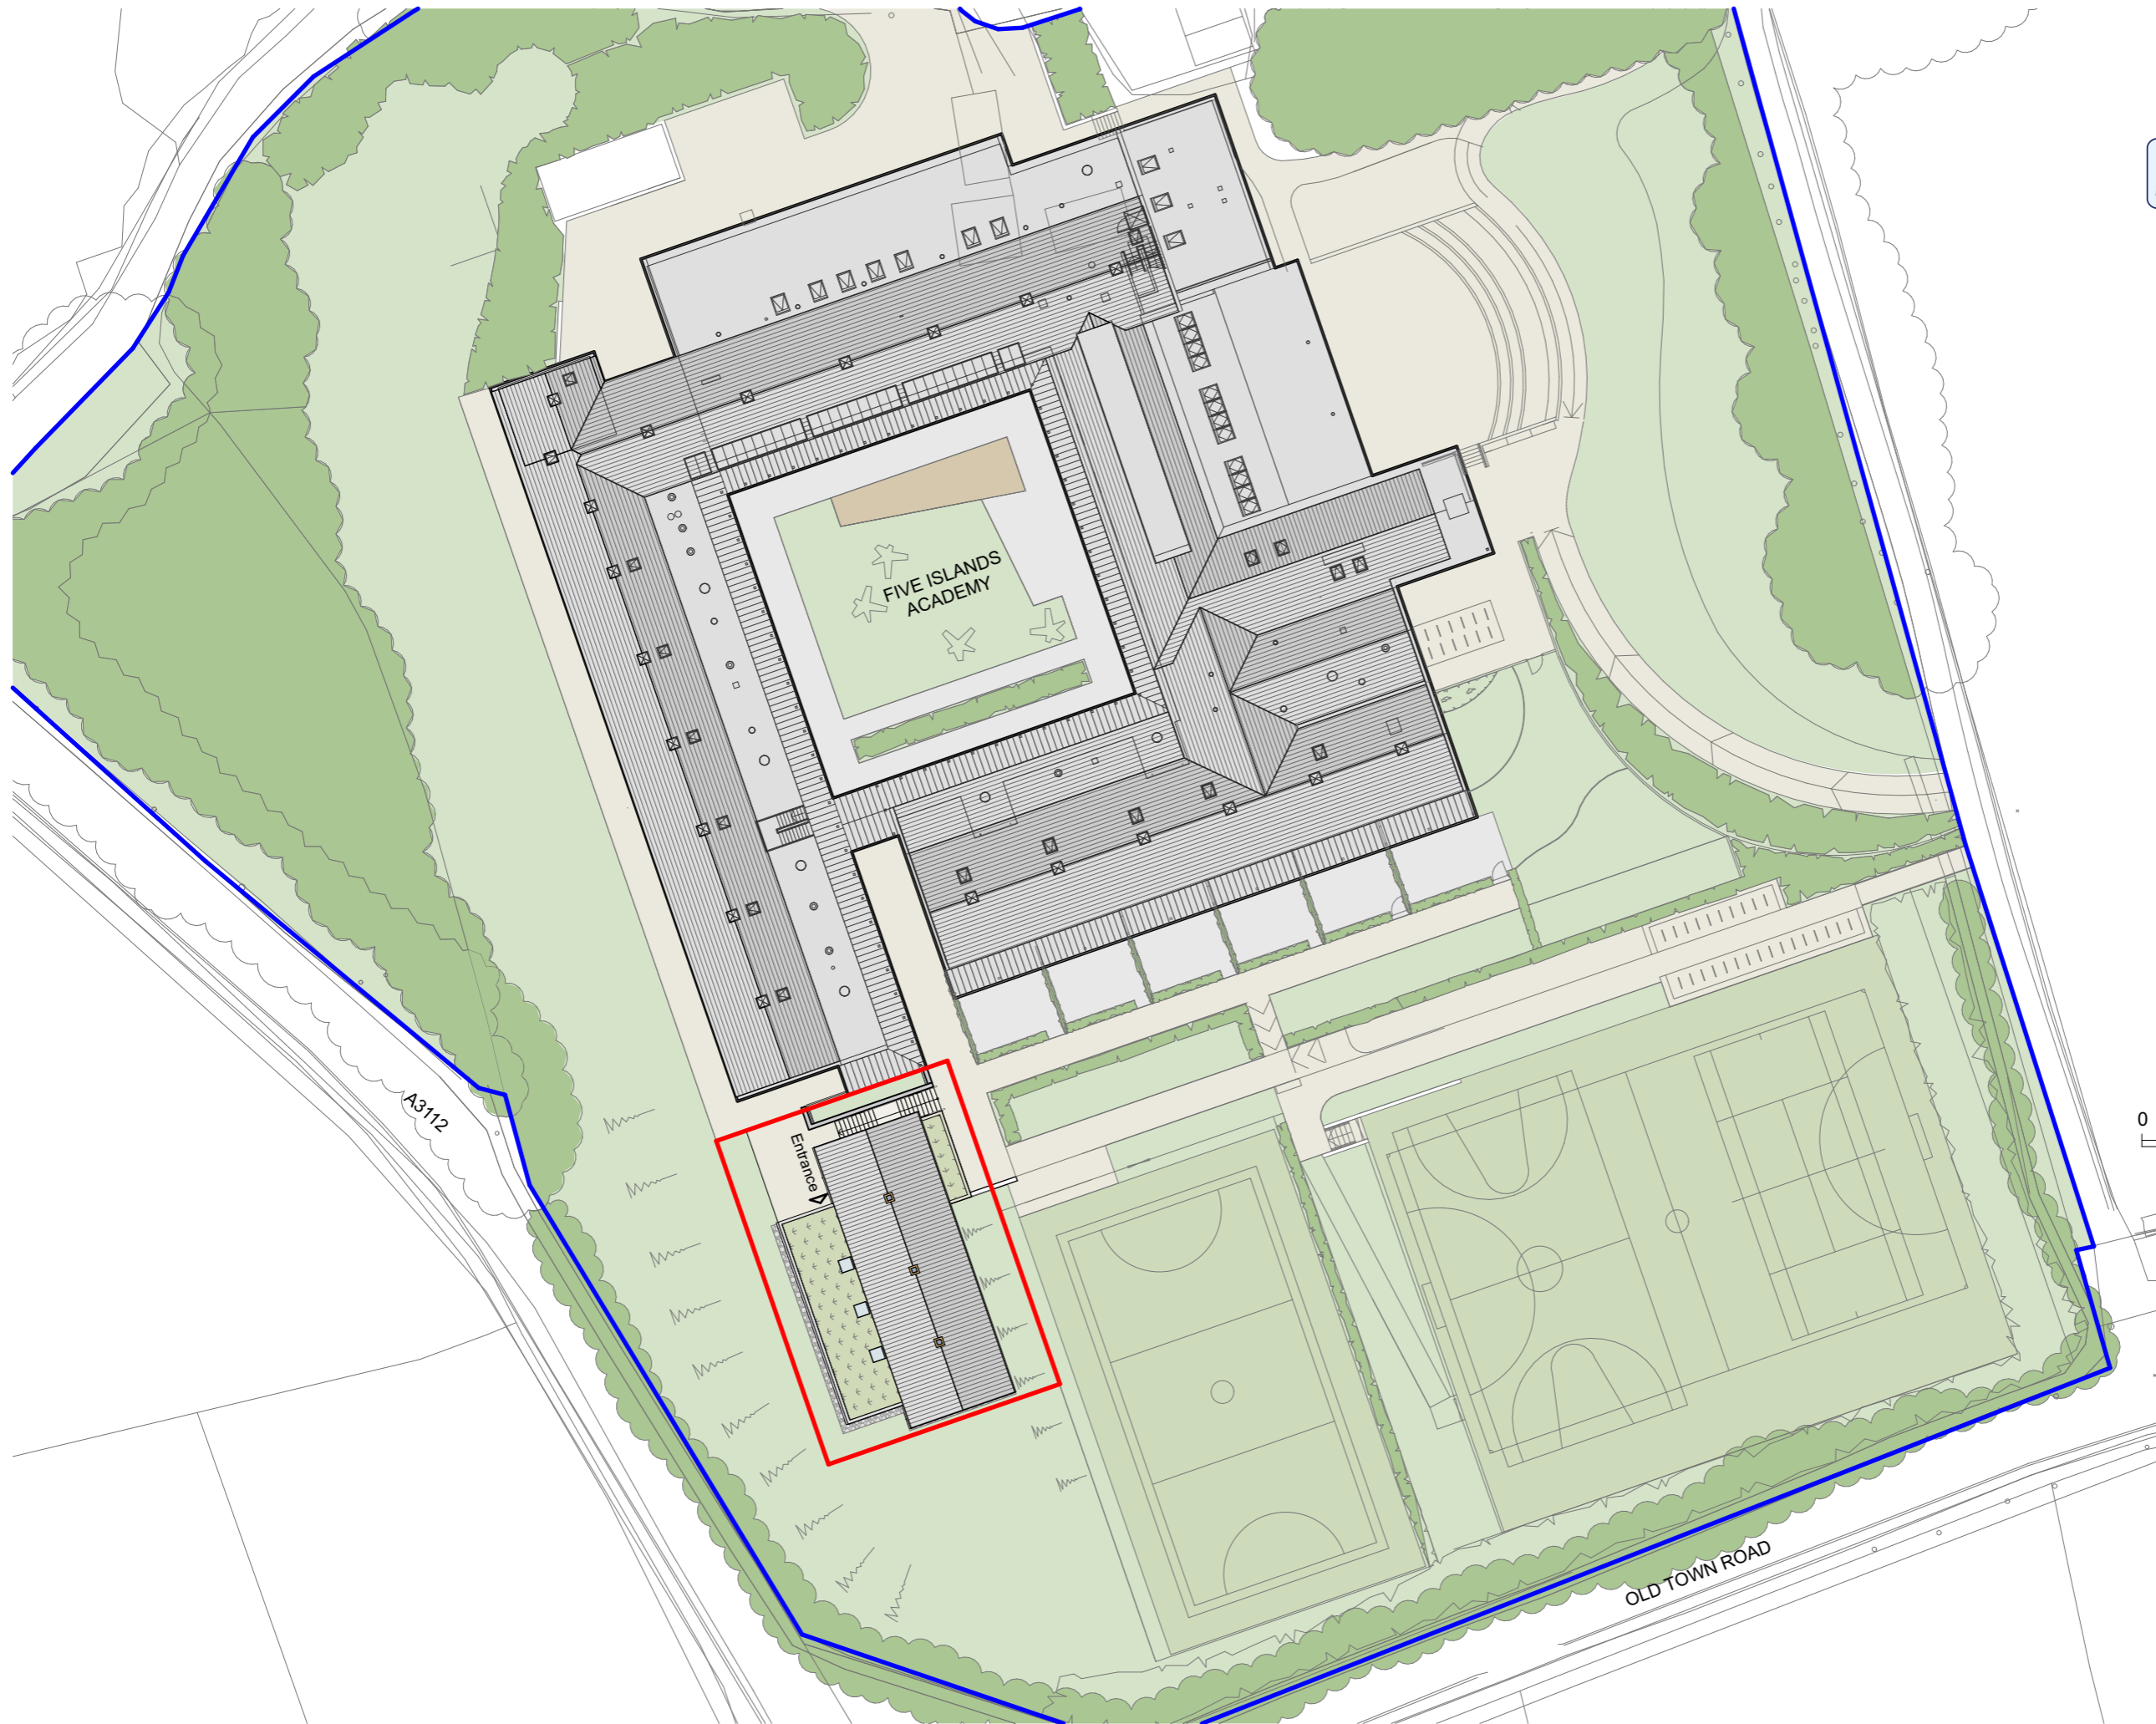 FIVE ISLANDS
ACADEMY
A3112
Entrance
0
OLD TOWN ROAD